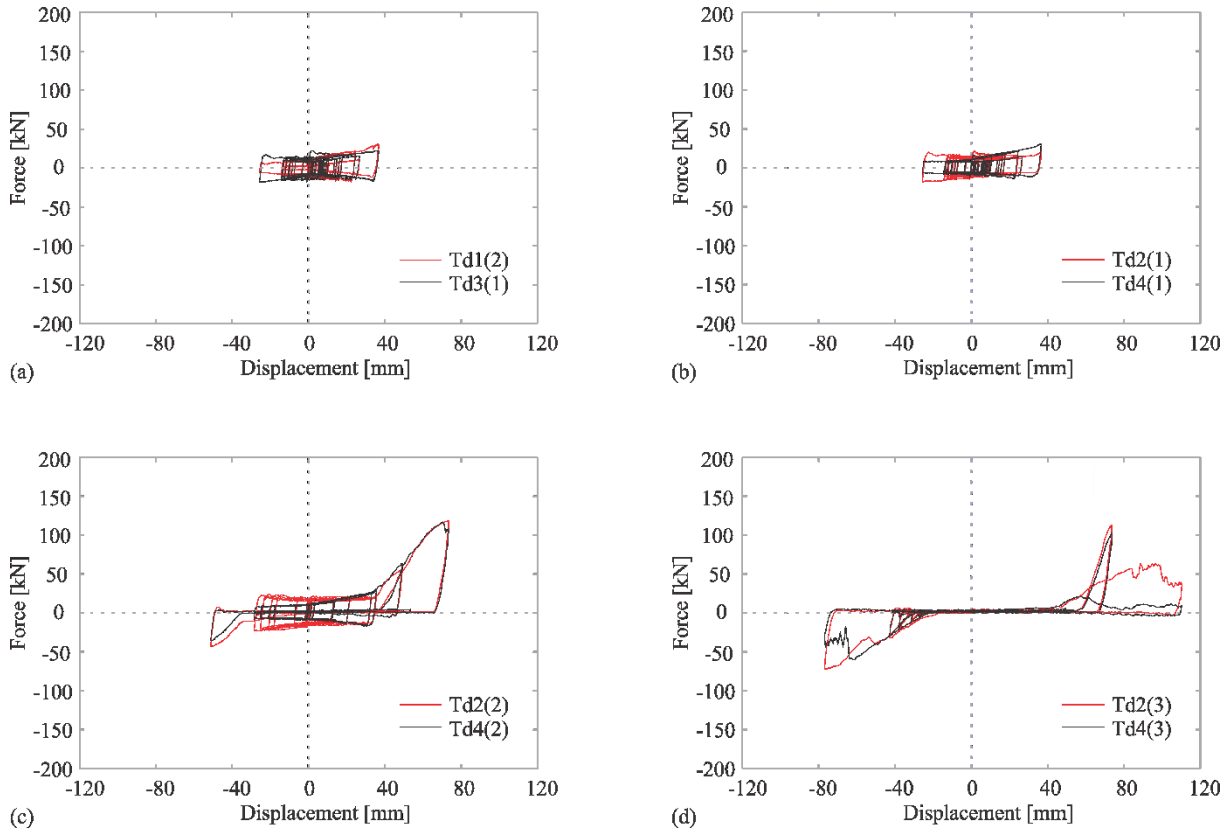 200
150
100
50
0
-50
-100
-150
-200
Force [kN]
Td1(2)
Td3(1)
-120 -80 -40 0 40 80 120
Displacement [mm]
(a)
200
150
100
50
0
-50
-100
-150
-200
Force [kN]
Td2(1)
Td4(1)
-120 -80 -40 0 40 80 120
Displacement [mm]
(b)
200
150
100
50
0
-50
-100
-150
-200
Force [kN]
Td2(2)
Td4(2)
-120 -80 -40 0 40 80 120
Displacement [mm]
(c)
200
150
100
50
0
-50
-100
-150
-200
Force [kN]
Td2(3)
Td4(3)
-120 -80 -40 0 40 80 120
Displacement [mm]
(d)